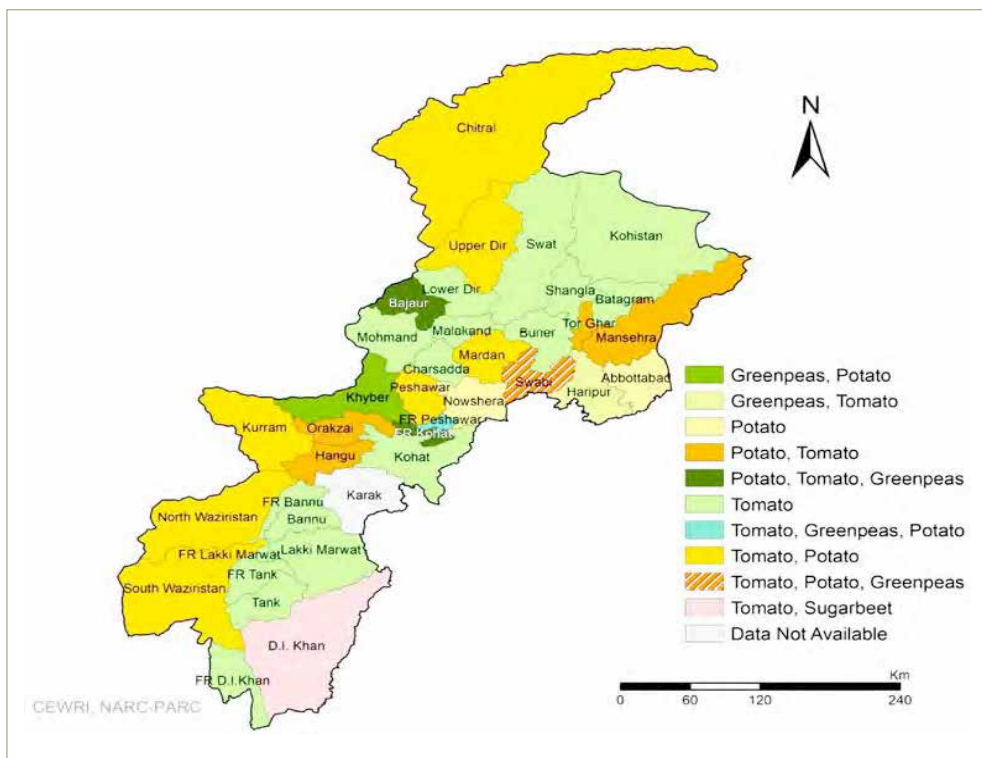 N
Chitral
Upper Dir
Swat
Kohistan
Lower Dir
Bajaur
Shangla
Batagram
Mohmand
Malakand
Buner
Tor Ghar
Mansehra
Mardan
Charsadda
Swabi
Abbottabad
Peshawar
Khyber
Nowshera
Haripur
FR Peshawar
Kurram
Orakzai
FR Kohat
Hangu
Kohat
Karak
FR Bannu
North Waziristan
Bannu
Lakki Marwat
FR Lakki Marwat
FR Tank
South Waziristan
Tank
D.I. Khan
FR D.I.Khan
Greenpeas, Potato
Greenpeas, Tomato
Potato
Potato, Tomato
Potato, Tomato, Greenpeas
Tomato
Tomato, Greenpeas, Potato
Tomato, Potato
Tomato, Potato, Greenpeas
Tomato, Sugarbeet
Data Not Available
Km
0 60 120 240
CEWRI, NARC-PARC